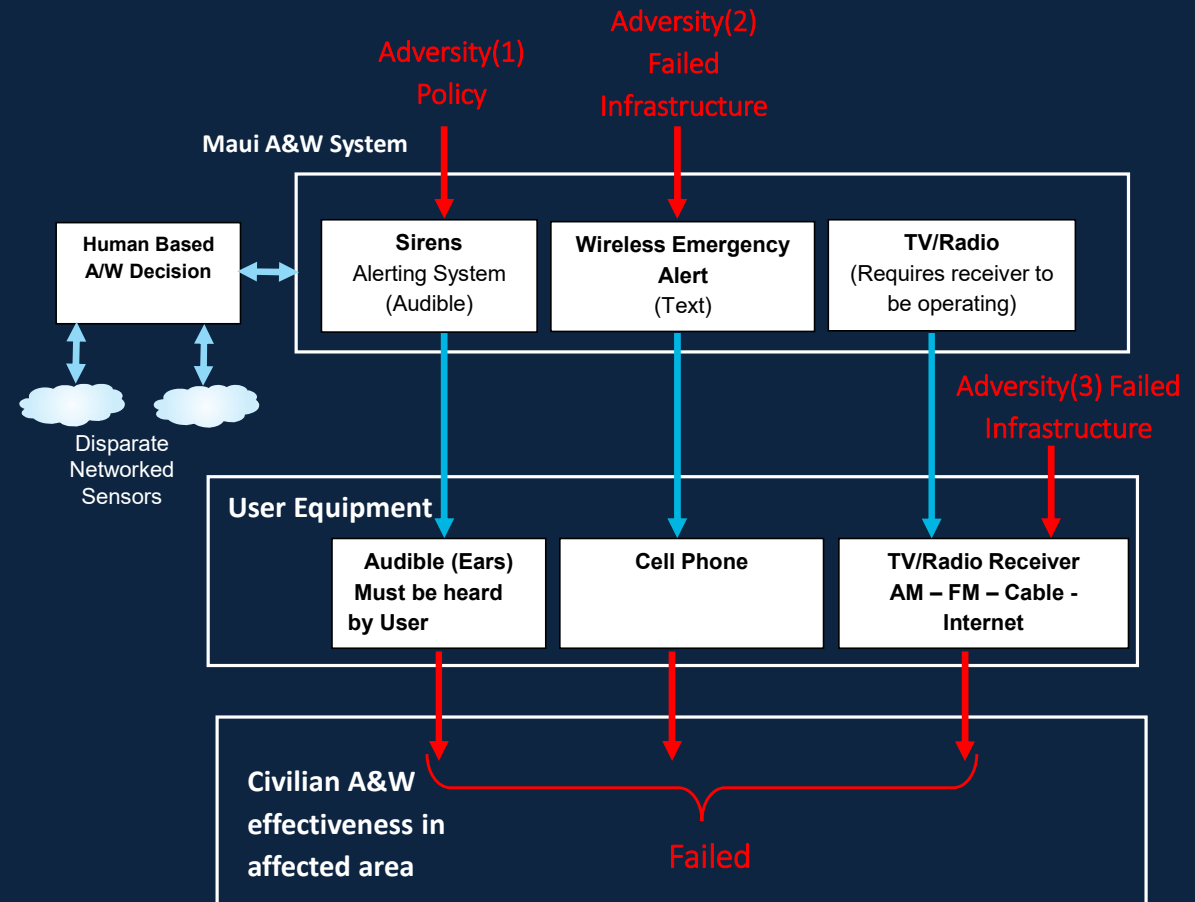 Adversity(1)
Policy
Adversity(2)
Failed
Infrastructure
Maui A&W System
Human Based
A/W Decision
Sirens
Alerting System
(Audible)
Wireless Emergency
Alert
(Text)
TV/Radio
(Requires receiver to
be operating)
Disparate
Networked
Sensors
Adversity(3) Failed
Infrastructure
User Equipment
Audible (Ears)
Must be heard
by User
Cell Phone
TV/Radio Receiver
AM – FM – Cable -
Internet
Civilian A&W
effectiveness in
affected area
Failed